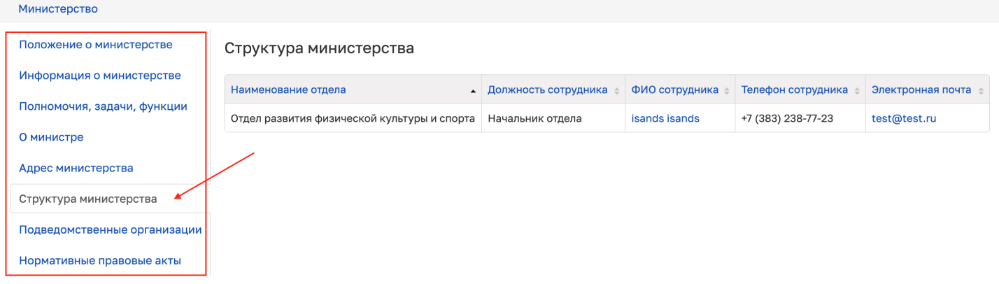 Министерство
Положение о министерстве
Информация о министерстве
Полномочия, задачи, функции
О министре
Адрес министерства
Структура министерства
Подведомственные организации
Нормативные правовые акты
Структура министерства
Наименование отдела Должность сотрудника ФИО сотрудника Телефон сотрудника Электронная почта
Отдел развития физической культуры и спорта Начальник отдела isands isands +7 (383) 238-77-23 test@test.ru